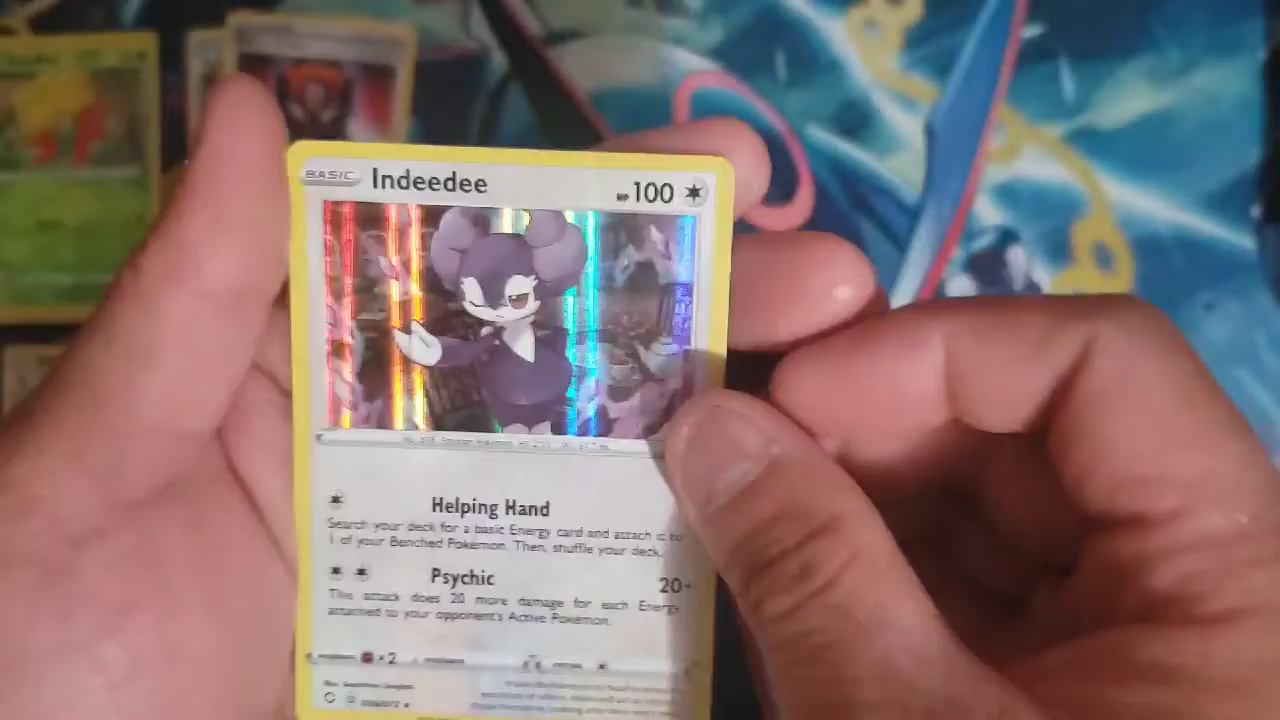 BASIC Indeedee HP 100
Helping Hand
Search your deck for a basic Energy card and attach it to
1 of your Benched Pokémon. Then, shuffle your deck.
Psychic 20+
This attack does 20 more damage for each Energy
attached to your opponent's Active Pokémon.
×2